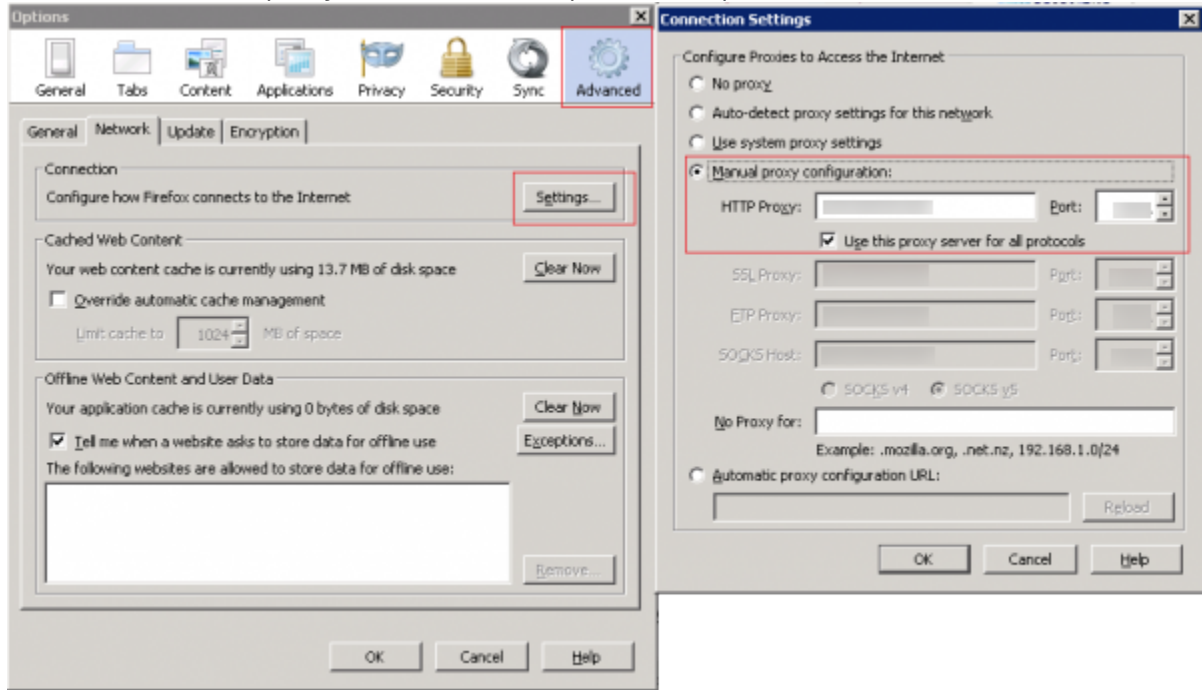 Options
General Tabs Content Applications Privacy Security Sync Advanced
General Network Update Encryption
Connection
Configure how Firefox connects to the Internet
Settings...
Cached Web Content
Your web content cache is currently using 13.7 MB of disk space
Clear Now
Override automatic cache management
Limit cache to 1024 MB of space
Offline Web Content and User Data
Your application cache is currently using 0 bytes of disk space
Clear Now
Tell me when a website asks to store data for offline use
Exceptions...
The following websites are allowed to store data for offline use:
Remove...
OK Cancel Help
Connection Settings
Configure Proxies to Access the Internet
No proxy
Auto-detect proxy settings for this network
Use system proxy settings
Manual proxy configuration:
HTTP Proxy: Port:
Use this proxy server for all protocols
SSL Proxy: Port:
FTP Proxy: Port:
SOCKS Host: Port:
SOCKS v4 SOCKS v5
No Proxy for:
Example: .mozilla.org, .net.nz, 192.168.1.0/24
Automatic proxy configuration URL:
Reload
OK Cancel Help